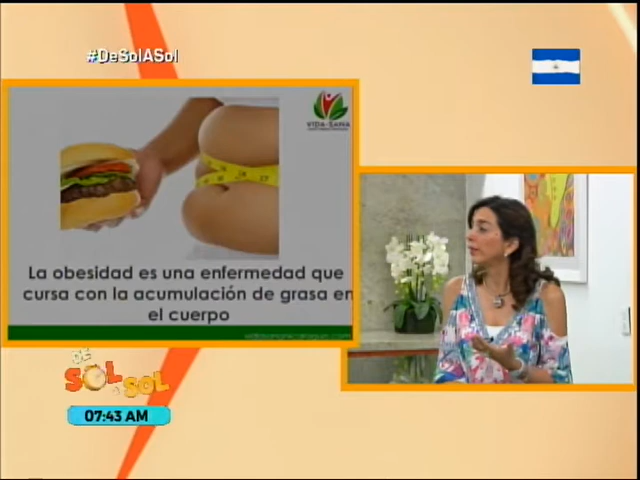 #DeSolASol
VIDA-SANA
La obesidad es una enfermedad que
cursa con la acumulación de grasa en
el cuerpo
DE
SOL
A SOL
07:43 AM